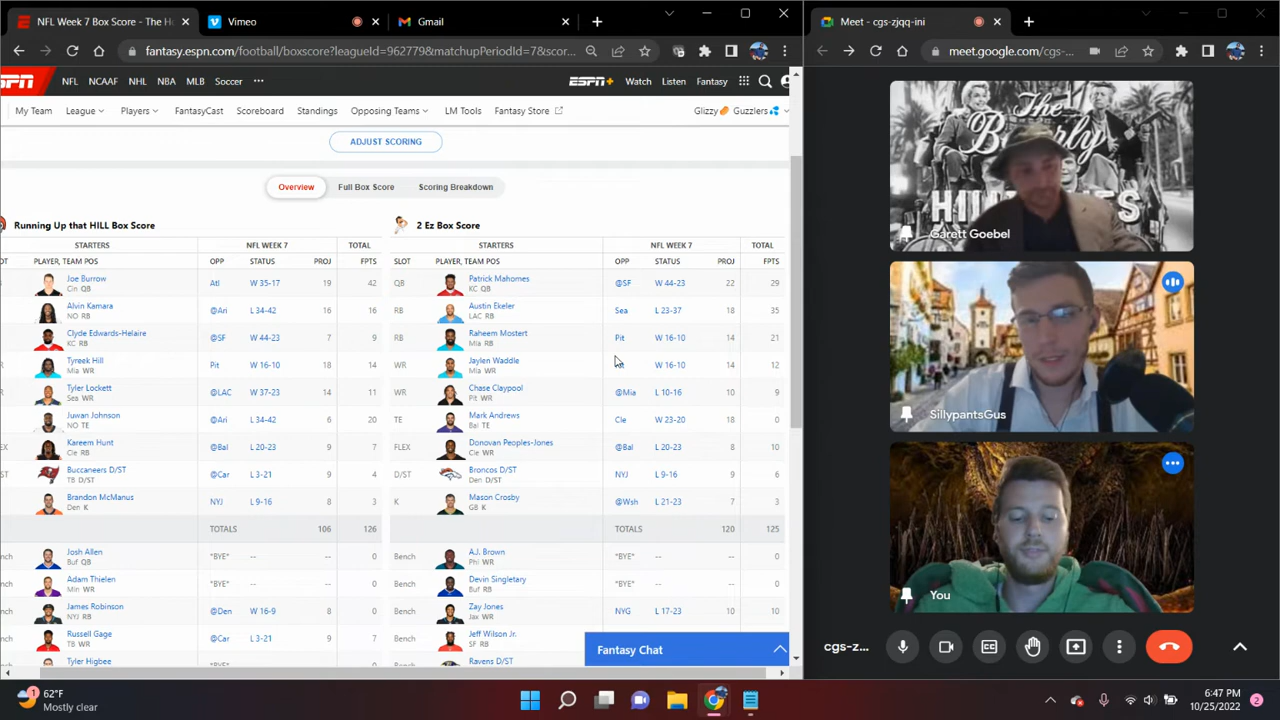 NFL Week 7 Box Score - The Ho
Vimeo
Gmail
Meet - cgs-zjqq-ini
fantasy.espn.com/football/boxscore?leagueId=962779&matchupPeriodId=7&scor...
meet.google.com/cgs-...
NFL NCAAF NHL NBA MLB Soccer ... ESPN+ Watch Listen Fantasy
My Team League Players FantasyCast Scoreboard Standings Opposing Teams LM Tools Fantasy Store Glizzy 🌭 Guzzlers 💦
ADJUST SCORING
Overview Full Box Score Scoring Breakdown
Running Up that HILL Box Score
STARTERS NFL WEEK 7 TOTAL
PLAYER, TEAM POS OPP STATUS PROJ FPTS
Joe Burrow Atl W 35-17 19 42
Cin QB
Alvin Kamara @Ari L 34-42 16 16
NO RB
Clyde Edwards-Helaire @SF W 44-23 7 9
KC RB
Tyreek Hill Pit W 16-10 18 14
Mia WR
Tyler Lockett @LAC W 37-23 14 11
Sea WR
Juwan Johnson @Ari L 34-42 6 20
NO TE
Kareem Hunt @Bal L 20-23 9 7
Cle RB
Buccaneers D/ST @Car L 3-21 9 4
TB D/ST
Brandon McManus NYJ L 9-16 8 3
Den K
TOTALS 106 126
Bench Josh Allen *BYE* -- -- 0
Buf QB
Adam Thielen *BYE* -- -- 0
Min WR
James Robinson @Den W 16-9 8 0
NYJ RB
Russell Gage @Car L 3-21 9 7
TB WR
Tyler Higbee
2 Ez Box Score
STARTERS NFL WEEK 7 TOTAL
SLOT PLAYER, TEAM POS OPP STATUS PROJ FPTS
QB Patrick Mahomes @SF W 44-23 22 29
KC QB
RB Austin Ekeler Sea L 23-37 18 35
LAC RB
RB Raheem Mostert Pit W 16-10 14 21
Mia RB
WR Jaylen Waddle W 16-10 14 12
Mia WR
WR Chase Claypool @Mia L 10-16 10 9
Pit WR
TE Mark Andrews Cle W 23-20 18 0
Bal TE
FLEX Donovan Peoples-Jones @Bal L 20-23 8 10
Cle WR
D/ST Broncos D/ST NYJ L 9-16 9 6
Den D/ST
K Mason Crosby @Wsh L 21-23 7 3
GB K
TOTALS 120 125
Bench A.J. Brown *BYE* -- -- 0
Phi WR
Bench Devin Singletary *BYE* -- -- 0
Buf RB
Bench Zay Jones NYG L 17-23 10 10
Jax WR
Bench Jeff Wilson Jr.
SF RB
Bench Ravens D/ST
Fantasy Chat
The Beverly
Garett Goebel
SillypantsGus
You
cgs-z...
62°F
Mostly clear
6:47 PM
10/25/2022